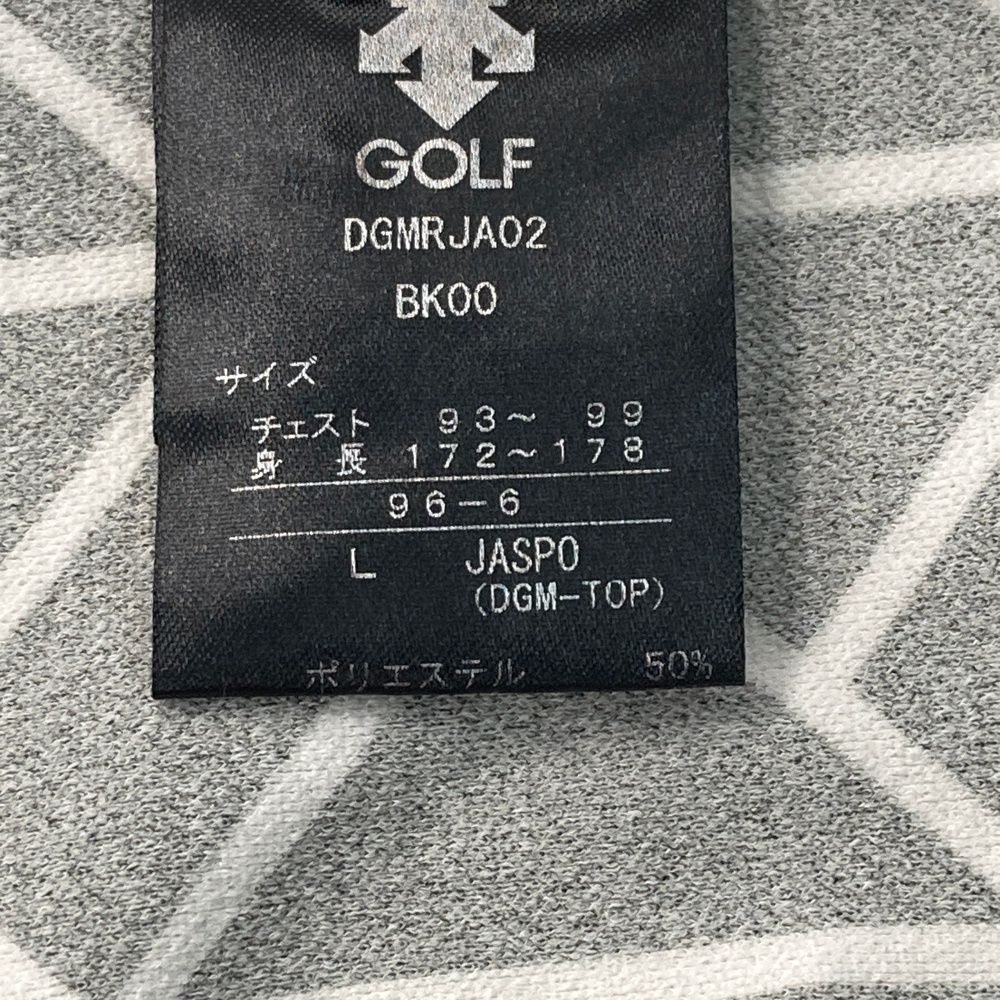 GOLF
DGMRJA02
BK00
サイズ
チェスト 93～ 99
身 長 172～178
96－6
L JASPO
(DGM-TOP)
ポリエステル 50%